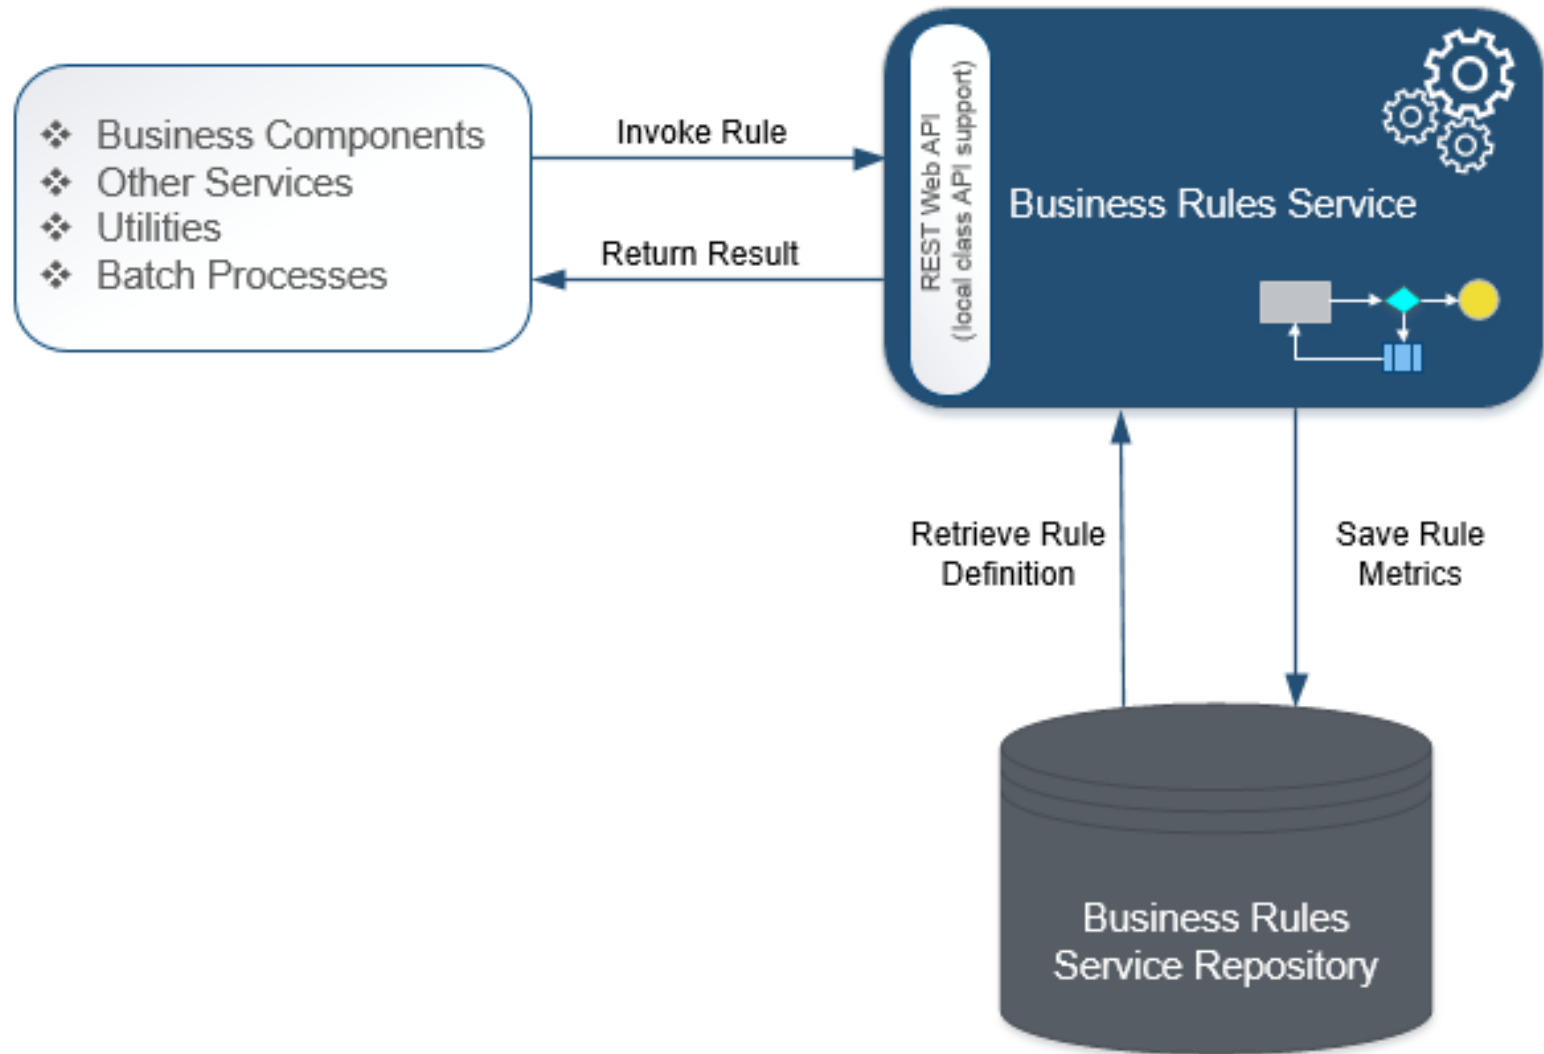 Business Components
Other Services
Utilities
Batch Processes
Invoke Rule
Return Result
REST Web API
(local class API support)
Business Rules Service
Retrieve Rule
Definition
Save Rule
Metrics
Business Rules
Service Repository